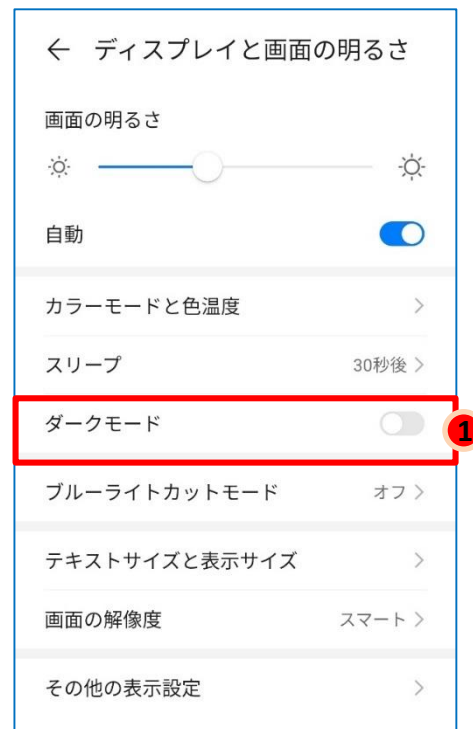 ← ディスプレイと画面の明るさ
画面の明るさ
自動
カラーモードと色温度 >
スリープ 30秒後 >
ダークモード 1
ブルーライトカットモード オフ >
テキストサイズと表示サイズ >
画面の解像度 スマート >
その他の表示設定 >